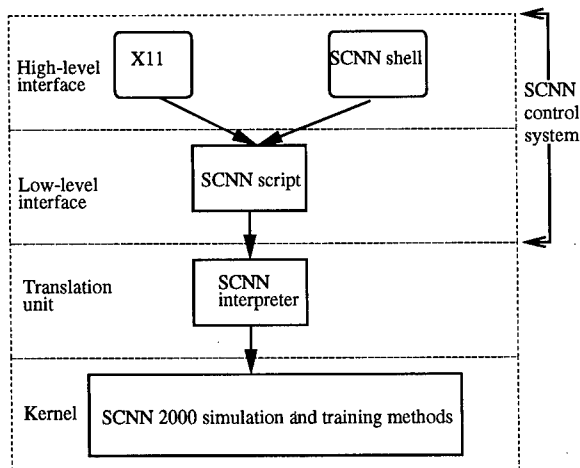 High-level
interface
X11
SCNN shell
SCNN
control
system
Low-level
interface
SCNN script
Translation
unit
SCNN
interpreter
Kernel
SCNN 2000 simulation and training methods